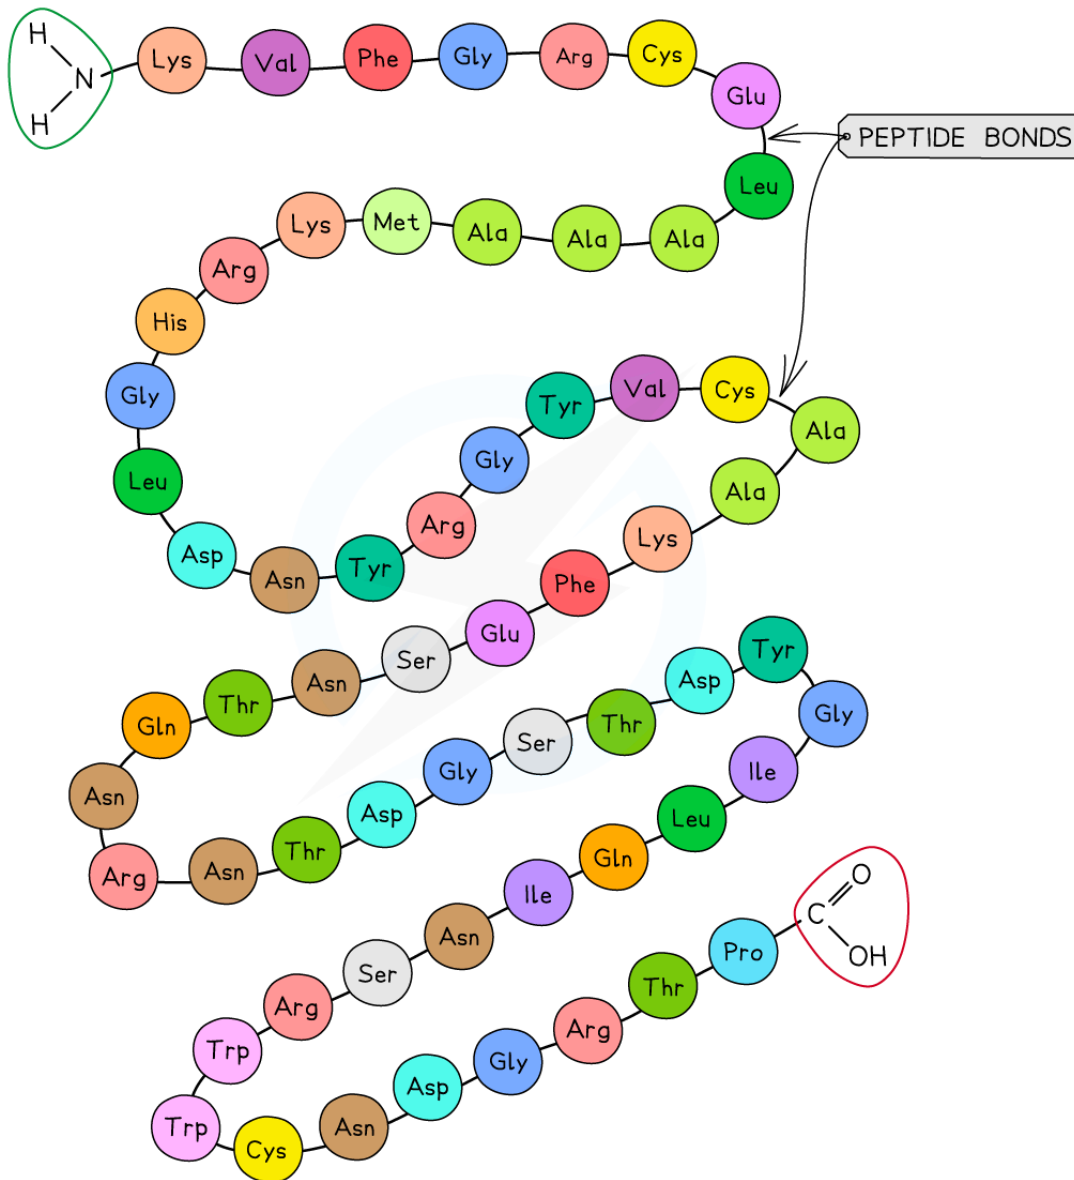 H
N
H
Lys Val Phe Gly Arg Cys Glu
PEPTIDE BONDS
Leu
Ala Ala Ala Met Lys Arg
His
Gly
Leu
Asp Asn Tyr Arg Gly Tyr Val Cys Ala
Ala Lys Phe Glu Ser Asn Thr Gln
Asn
Arg Asn Thr Asp Gly Ser Thr Asp Tyr
Gly
Ile Leu Gln Ile Asn Ser Arg Trp
Trp Cys Asn Asp Gly Arg Thr Pro
C
O
OH